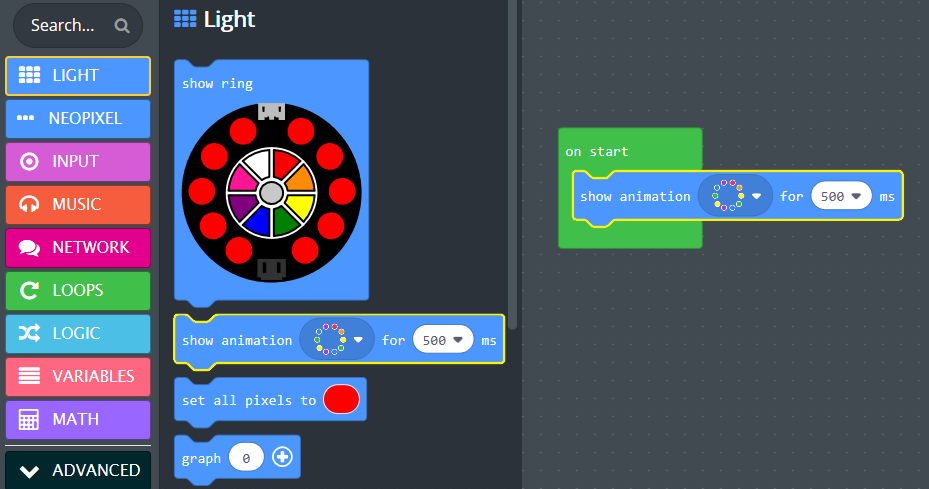 Search...
LIGHT
NEOPIXEL
INPUT
MUSIC
NETWORK
LOOPS
LOGIC
VARIABLES
MATH
ADVANCED
Light
show ring
show animation for 500 ms
set all pixels to
graph 0
on start
show animation for 500 ms